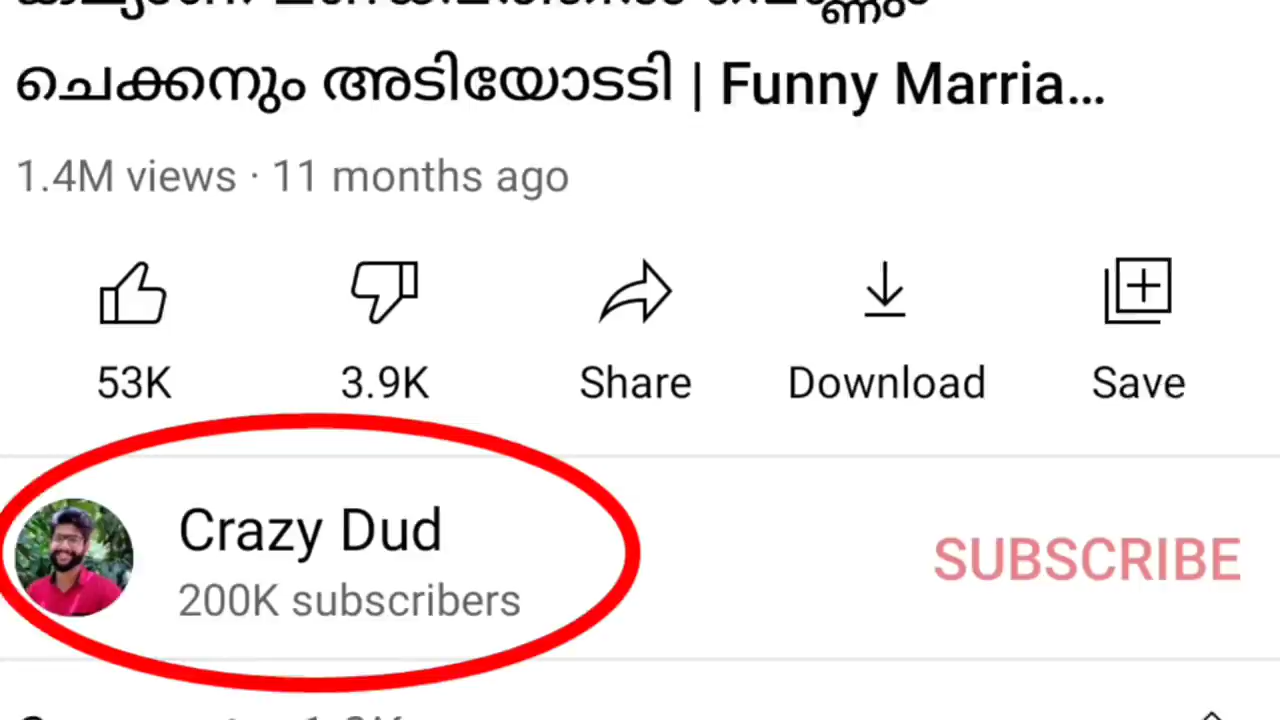 ചെക്കനും അടിയോടടി | Funny Marria...
1.4M views · 11 months ago
53K
3.9K
Share
Download
Save
Crazy Dud
200K subscribers
SUBSCRIBE